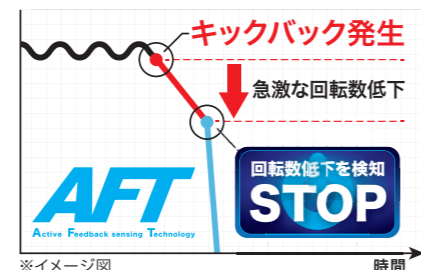 キックバック発生
急激な回転数低下
回転数低下を検知
STOP
AFT
Active Feedback sensing Technology
※イメージ図
時間